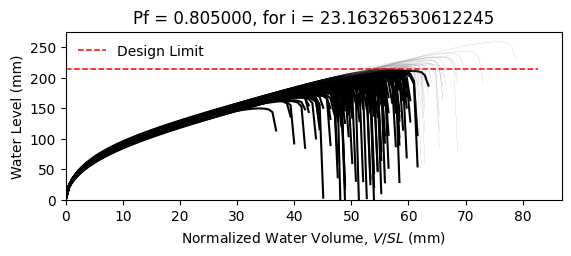 Pf = 0.805000, for i = 23.16326530612245
Design Limit
Water Level (mm)
250
200
150
100
50
0
0 10 20 30 40 50 60 70 80
Normalized Water Volume, V/SL (mm)